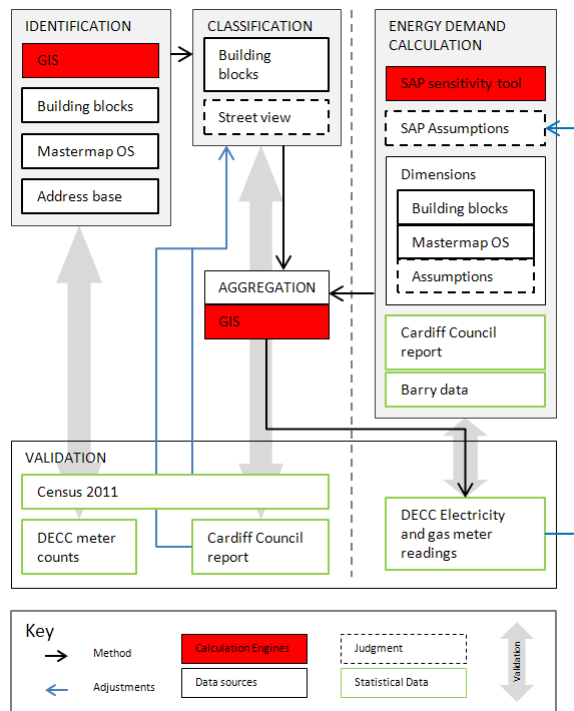 IDENTIFICATION
GIS
Building blocks
Mastermap OS
Address base
CLASSIFICATION
Building
blocks
Street view
ENERGY DEMAND
CALCULATION
SAP sensitivity tool
SAP Assumptions
Dimensions
Building blocks
Mastermap OS
Assumptions
Cardiff Council
report
Barry data
AGGREGATION
GIS
VALIDATION
Census 2011
DECC meter
counts
Cardiff Council
report
DECC Electricity
and gas meter
readings
Key
Method
Adjustments
Calculation Engines
Data sources
Judgment
Statistical Data
Validation